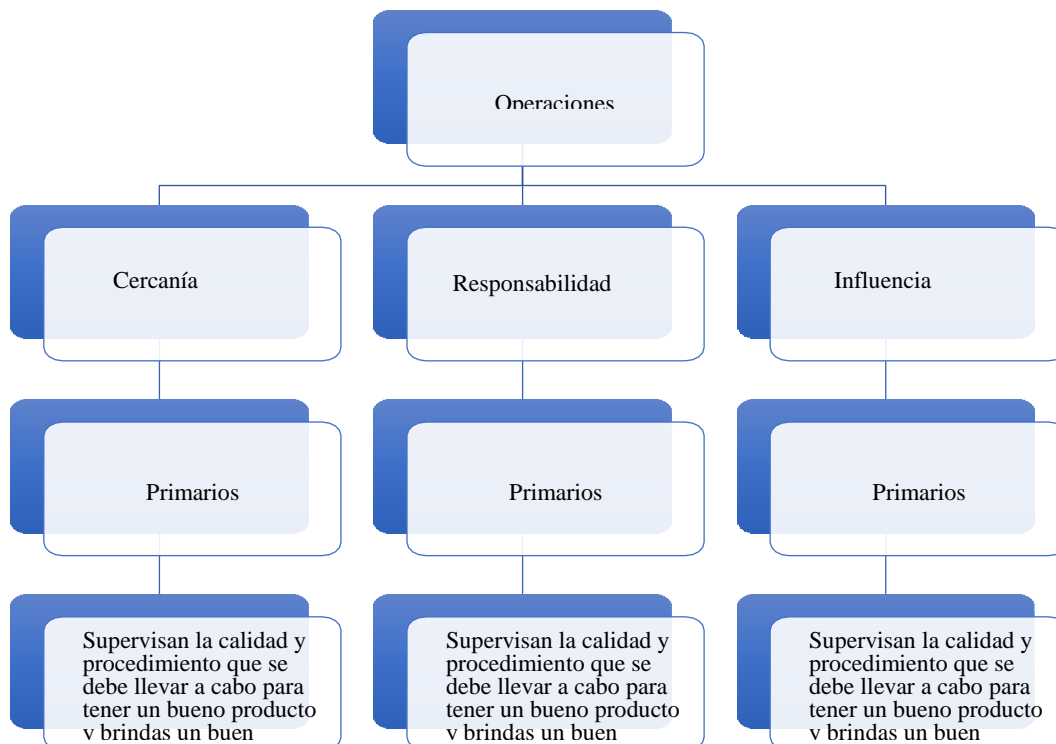 Operaciones
Cercanía
Responsabilidad
Influencia
Primarios
Primarios
Primarios
Supervisan la calidad y
procedimiento que se
debe llevar a cabo para
tener un bueno producto
y brindas un buen
Supervisan la calidad y
procedimiento que se
debe llevar a cabo para
tener un bueno producto
y brindas un buen
Supervisan la calidad y
procedimiento que se
debe llevar a cabo para
tener un bueno producto
y brindas un buen